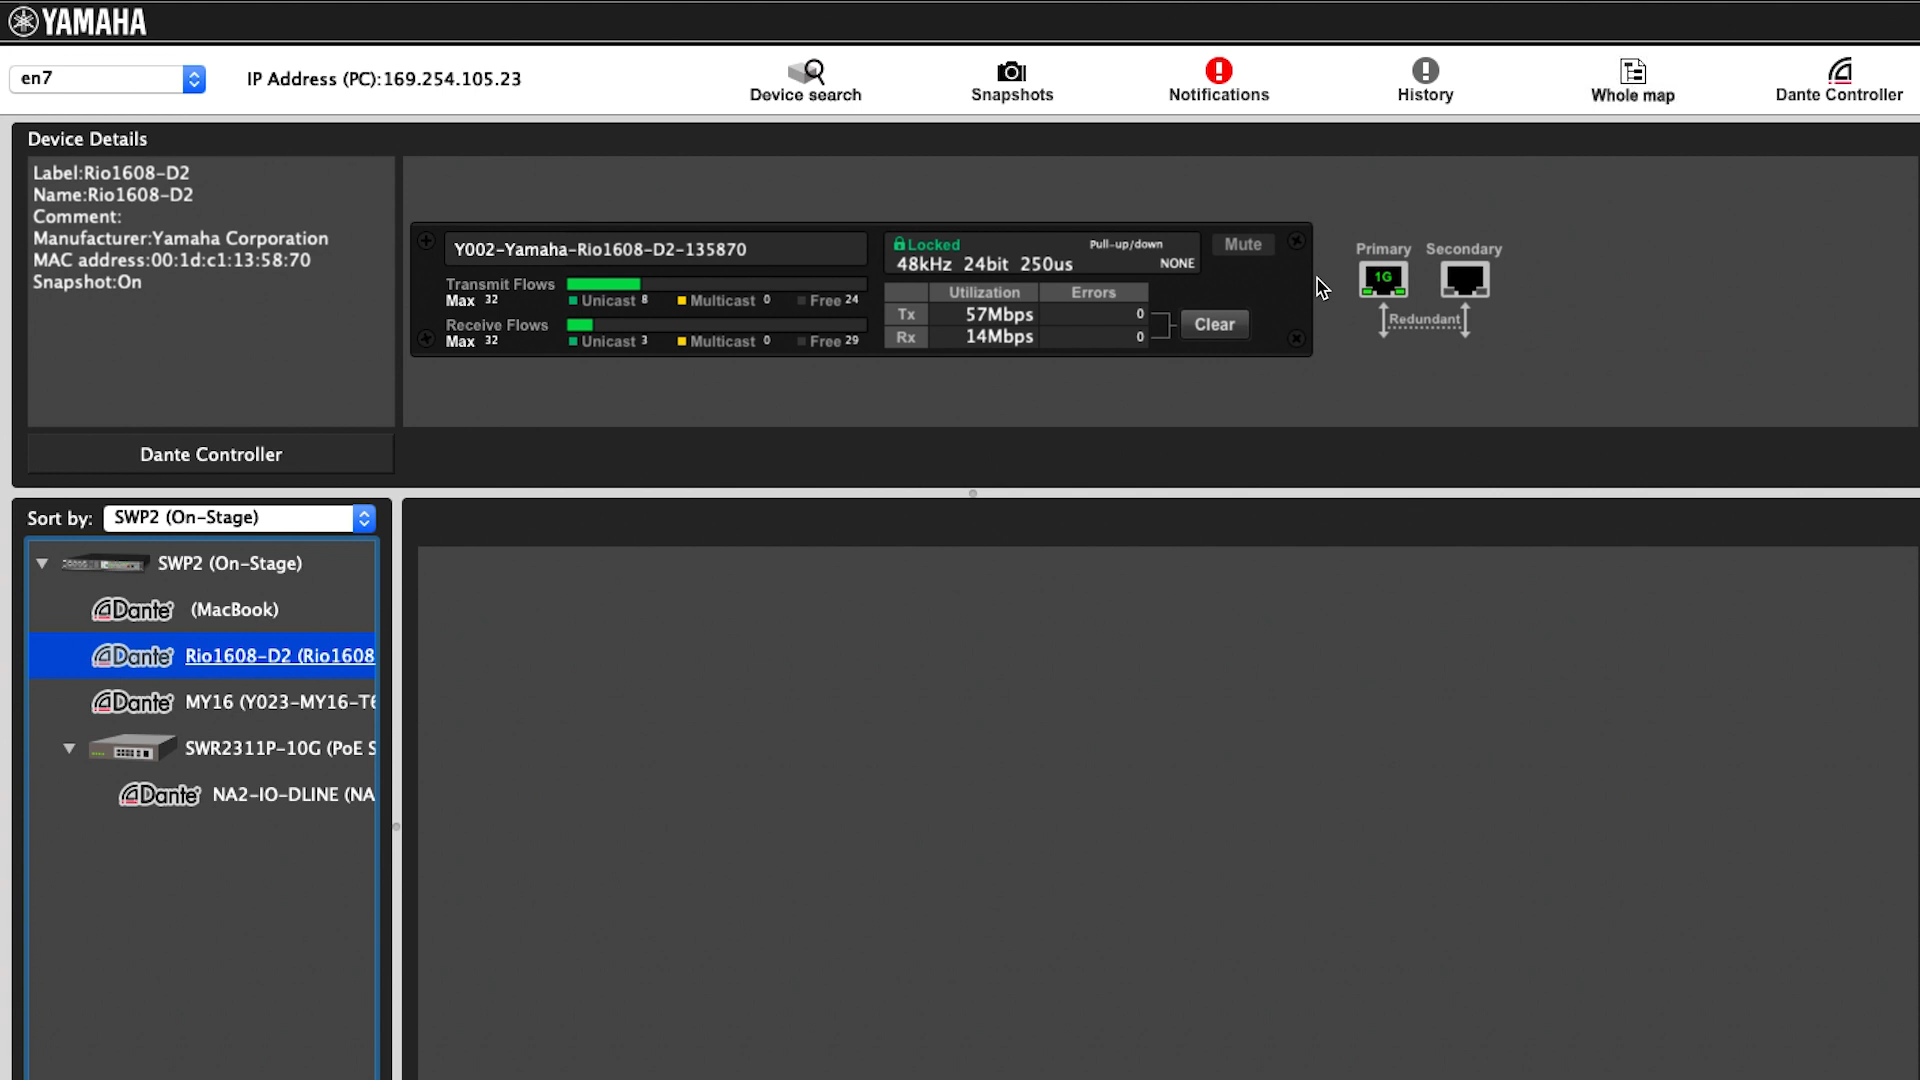 YAMAHA
en7
IP Address (PC):169.254.105.23
Device search
Snapshots
Notifications
History
Whole map
Dante Controller
Device Details
Label:Rio1608-D2
Name:Rio1608-D2
Comment:
Manufacturer:Yamaha Corporation
MAC address:00:1d:c1:13:58:70
Snapshot:On
Dante Controller
Y002-Yamaha-Rio1608-D2-135870
Transmit Flows
Max 32 Unicast 8 Multicast 0 Free 24
Receive Flows
Max 32 Unicast 3 Multicast 0 Free 29
Locked Pull-up/down
48kHz 24bit 250us NONE
Mute
Utilization Errors
Tx 57Mbps 0
Rx 14Mbps 0
Clear
Primary Secondary
1G
Redundant
Sort by: SWP2 (On-Stage)
SWP2 (On-Stage)
Dante (MacBook)
Dante Rio1608-D2 (Rio1608
Dante MY16 (Y023-MY16-T6
SWR2311P-10G (PoE S
Dante NA2-IO-DLINE (NA